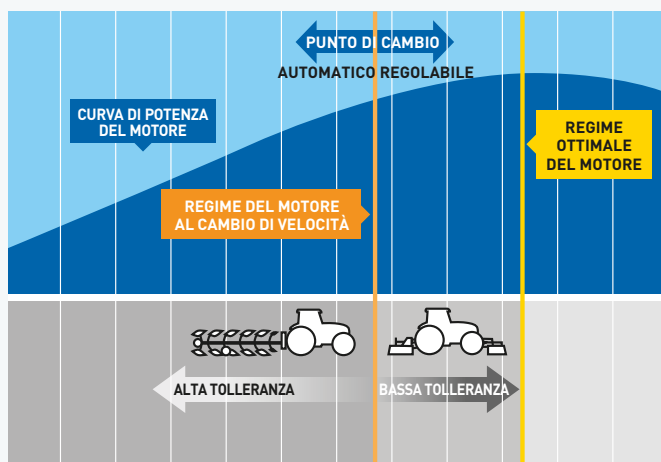 PUNTO DI CAMBIO
AUTOMATICO REGOLABILE
CURVA DI POTENZA
DEL MOTORE
REGIME
OTTIMALE
DEL MOTORE
REGIME DEL MOTORE
AL CAMBIO DI VELOCITÀ
ALTA TOLLERANZA
BASSA TOLLERANZA